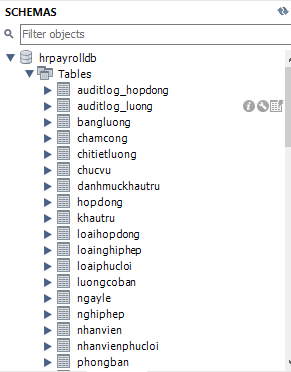 SCHEMAS
Filter objects
hrpayrolldb
Tables
auditlog_hopdong
auditlog_luong
bangluong
chamcong
chitietluong
chucvu
danhmuckhautru
hopdong
khautru
loaihopdong
loainghiphep
loaiphucloi
luongcoban
ngayle
nghiphep
nhanvien
nhanvienphucloi
phongban